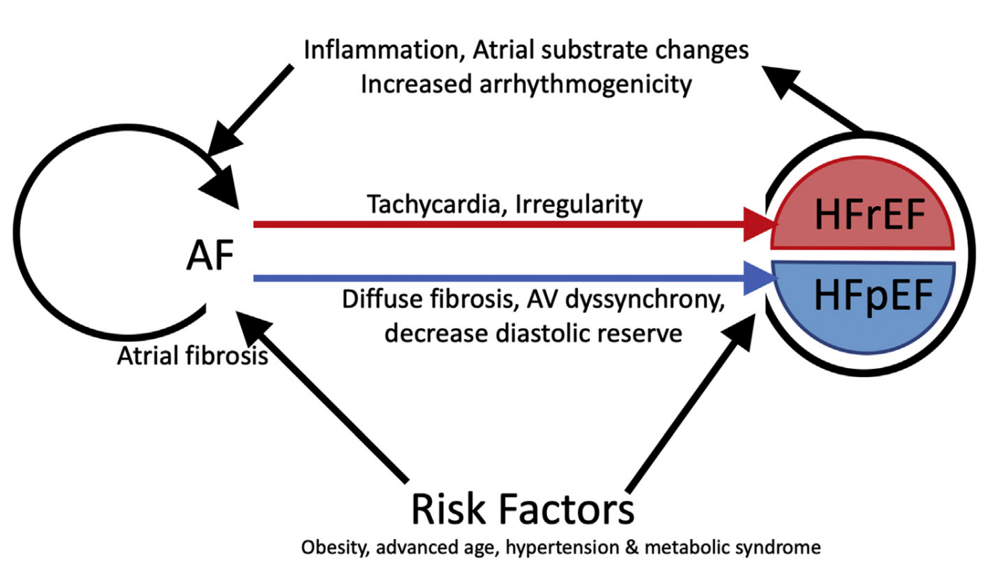 Inflammation, Atrial substrate changes
Increased arrhythmogenicity
Tachycardia, Irregularity
HFrEF
AF
Diffuse fibrosis, AV dyssynchrony,
decrease diastolic reserve
HFpEF
Atrial fibrosis
Risk Factors
Obesity, advanced age, hypertension & metabolic syndrome